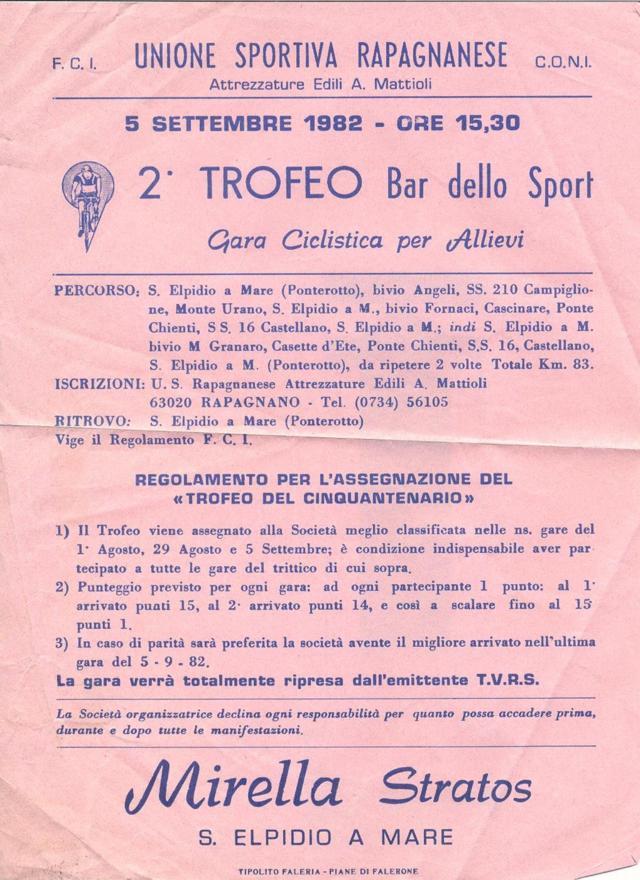 F. C. I. UNIONE SPORTIVA RAPAGNANESE C.O.N.I.
Attrezzature Edili A. Mattioli
5 SETTEMBRE 1982 - ORE 15,30
2° TROFEO Bar dello Sport
Gara Ciclistica per Allievi
PERCORSO: S. Elpidio a Mare (Ponterotto), bivio Angeli, SS. 210 Campiglio-
ne, Monte Urano, S. Elpidio a M., bivio Fornaci, Cascinare, Ponte
Chienti, S S. 16 Castellano, S. Elpidio a M.; indi S. Elpidio a M.
bivio M Granaro, Casette d'Ete, Ponte Chienti, S.S. 16, Castellano,
S. Elpidio a M. (Ponterotto), da ripetere 2 volte Totale Km. 83.
ISCRIZIONI: U. S. Rapagnanese Attrezzature Edili A. Mattioli
63020 RAPAGNANO - Tel. (0734) 56105
RITROVO: S. Elpidio a Mare (Ponterotto)
Vige il Regolamento F. C. I.
REGOLAMENTO PER L'ASSEGNAZIONE DEL
«TROFEO DEL CINQUANTENARIO»
1) Il Trofeo viene assegnato alla Società meglio classificata nelle ns. gare del
1° Agosto, 29 Agosto e 5 Settembre; è condizione indispensabile aver par
tecipato a tutte le gare del trittico di cui sopra.
2) Punteggio previsto per ogni gara: ad ogni partecipante 1 punto: al 1°
arrivato punti 15, al 2° arrivato punti 14, e così a scalare fino al 15°
punti 1.
3) In caso di parità sarà preferita la società avente il migliore arrivato nell'ultima
gara del 5 - 9 - 82.
La gara verrà totalmente ripresa dall'emittente T.V.R.S.
La Società organizzatrice declina ogni responsabilità per quanto possa accadere prima,
durante e dopo tutte le manifestazioni.
Mirella Stratos
S. ELPIDIO A MARE
TIPOLITO FALERIA - PIANE DI FALERONE